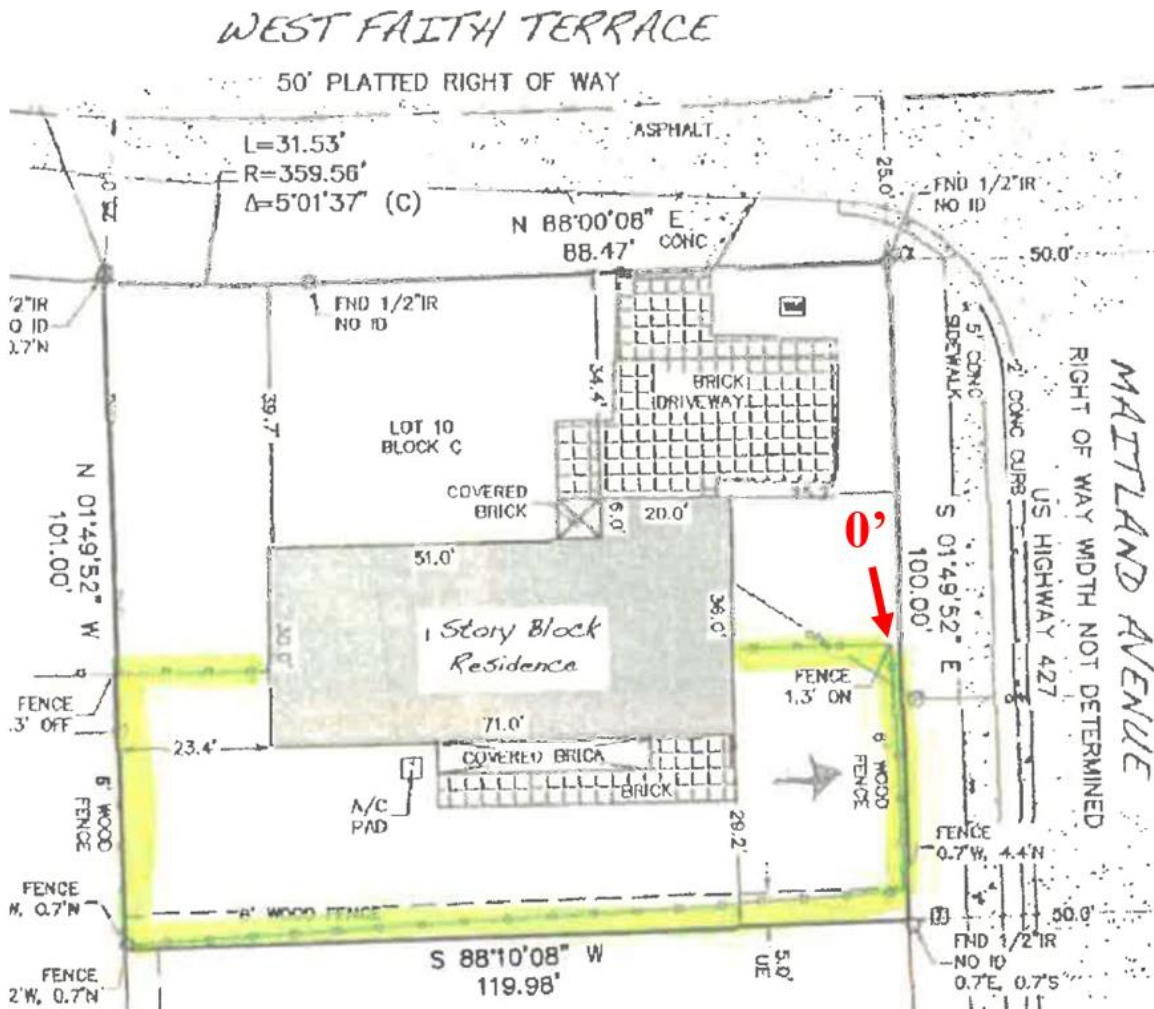 WEST FAITH TERRACE
50' PLATTED RIGHT OF WAY
ASPHALT
L=31.53'
R=359.56'
Δ=5°01'37" (C)
25.0'
FND 1/2"IR
NO ID
N 88°00'08" E
88.47'
CONC
50.0'
FND 1/2"IR
NO ID
/2"IR
O ID
0.7'N
39.7'
34.4'
LOT 10
BLOCK C
BRICK
DRIVEWAY
5' CONC
SIDEWALK
2' CONC CURB
MAITLAND AVENUE
RIGHT OF WAY WIDTH NOT DETERMINED
US HIGHWAY 427
N 01°49'52" W
101.00'
COVERED
BRICK
6.0'
20.0'
0'
S 01°49'52" E
100.00'
51.0'
36.0'
30.0'
1 Story Block
Residence
FENCE
1.3' ON
FENCE
.3' OFF
71.0'
23.4'
COVERED BRICK
BRICK
A/C
PAD
6' WOOD
FENCE
6' WOOD
FENCE
29.2'
FENCE
0.7'W, 4.4'N
FENCE
W, 0.7'N
6' WOOD FENCE
50.0'
S 88°10'08" W
119.98'
5.0'
UE
FND 1/2"IR
NO ID
0.7'E, 0.7'S
FENCE
2'W, 0.7'N